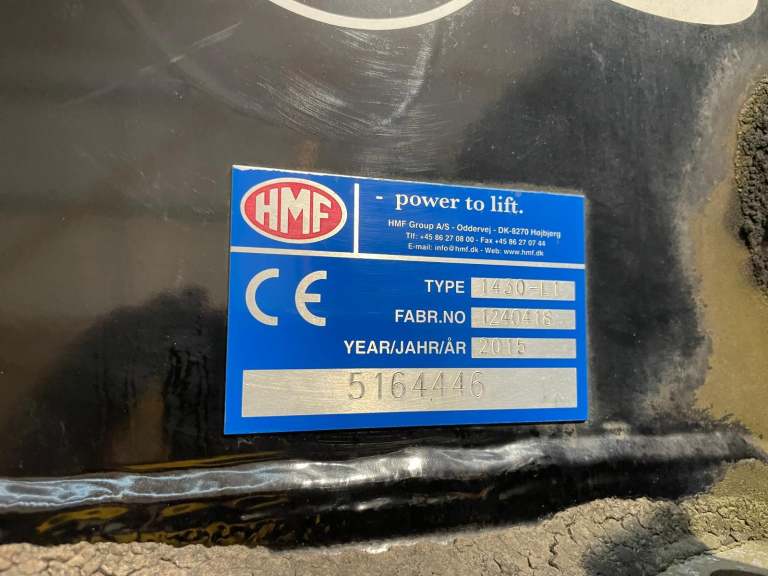 HMF
- power to lift.
HMF Group A/S - Oddervej - DK-8270 Højbjerg
Tlf: +45 86 27 08 00 - Fax +45 86 27 07 44
E-mail: info@hmf.dk - Web: www.hmf.dk
CE
TYPE 1430-L1
FABR.NO 1240418
YEAR/JAHR/ÅR 2015
5164446